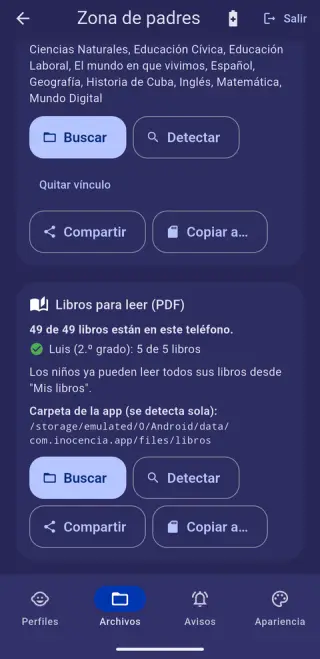 Zona de padres
Salir
Ciencias Naturales, Educación Cívica, Educación
Laboral, El mundo en que vivimos, Español,
Geografía, Historia de Cuba, Inglés, Matemática,
Mundo Digital
Buscar
Detectar
Quitar vínculo
Compartir
Copiar a...
Libros para leer (PDF)
49 de 49 libros están en este teléfono.
Luis (2.º grado): 5 de 5 libros
Los niños ya pueden leer todos sus libros desde
"Mis libros".
Carpeta de la app (se detecta sola):
/storage/emulated/0/Android/data/
com.inocencia.app/files/libros
Buscar
Detectar
Compartir
Copiar a...
Perfiles
Archivos
Avisos
Apariencia